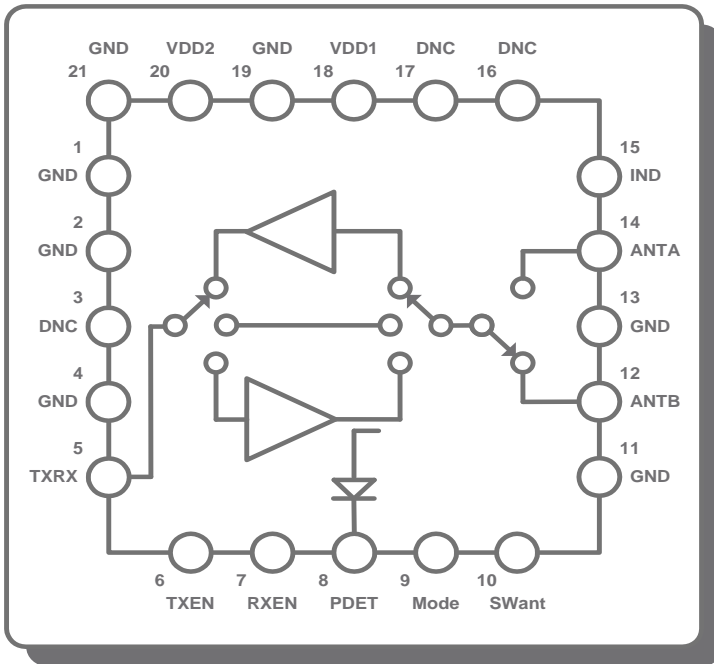 GND VDD2 GND VDD1 DNC DNC
21 20 19 18 17 16
1
GND
2
GND
3
DNC
4
GND
5
TXRX
15
IND
14
ANTA
13
GND
12
ANTB
11
GND
6 7 8 9 10
TXEN RXEN PDET Mode SWant